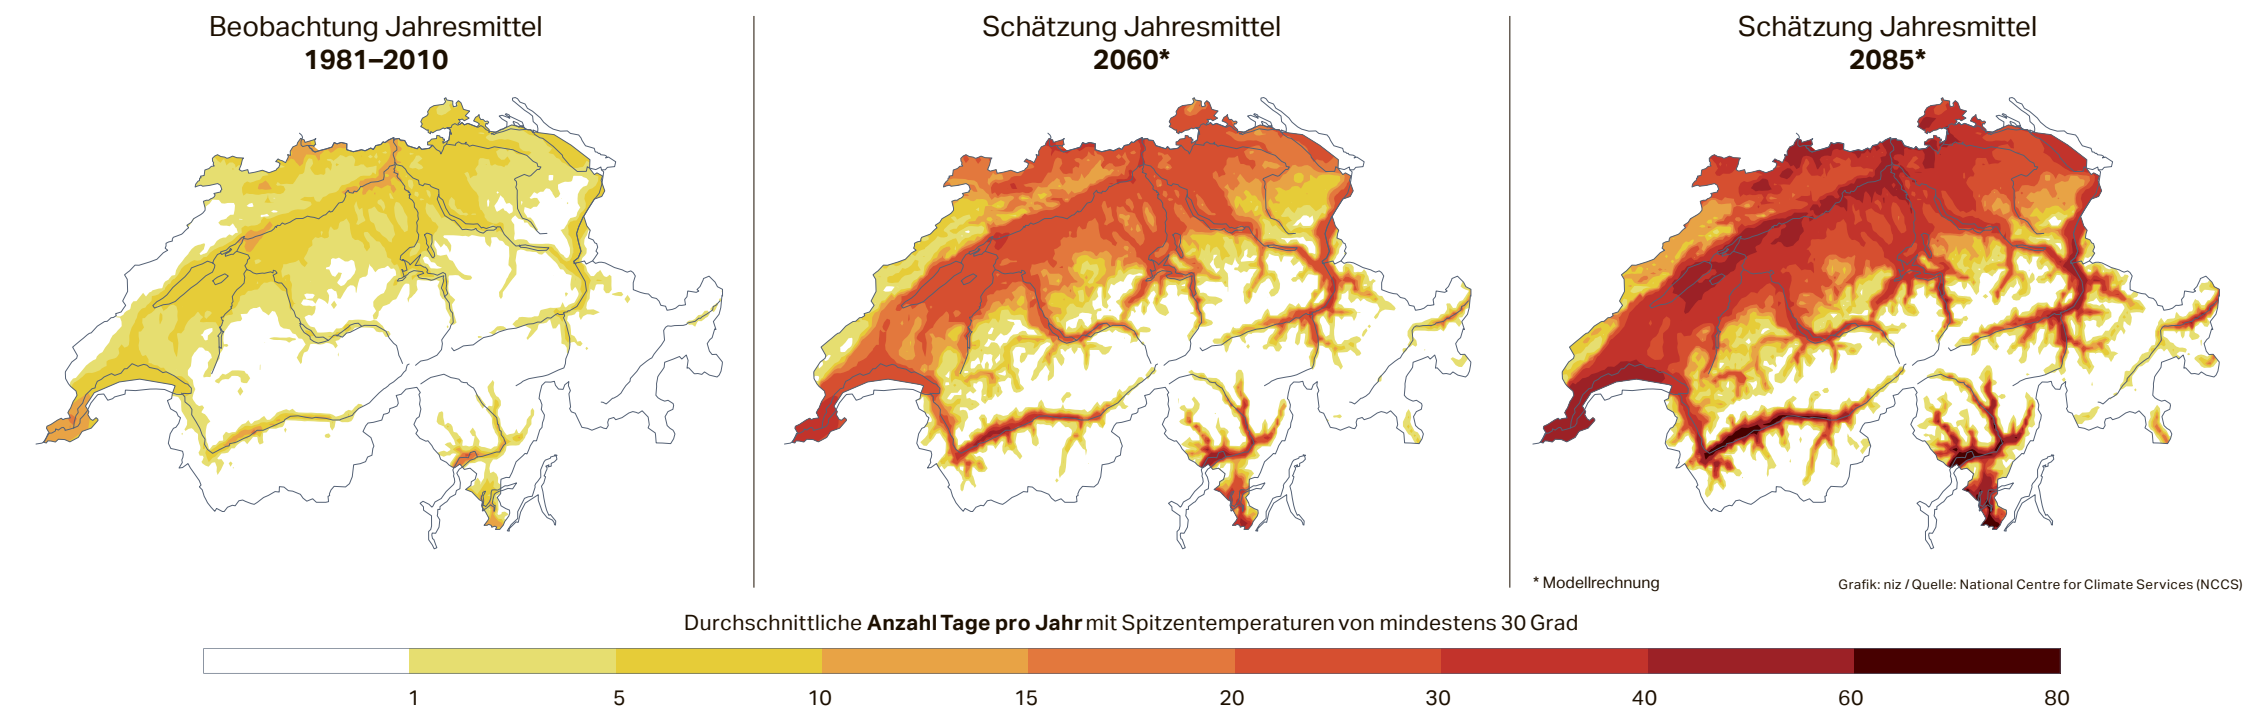 Beobachtung Jahresmittel
1981–2010
Schätzung Jahresmittel
2060*
Schätzung Jahresmittel
2085*
* Modellrechnung
Grafik: niz / Quelle: National Centre for Climate Services (NCCS)
Durchschnittliche Anzahl Tage pro Jahr mit Spitzentemperaturen von mindestens 30 Grad
1 5 10 15 20 30 40 60 80